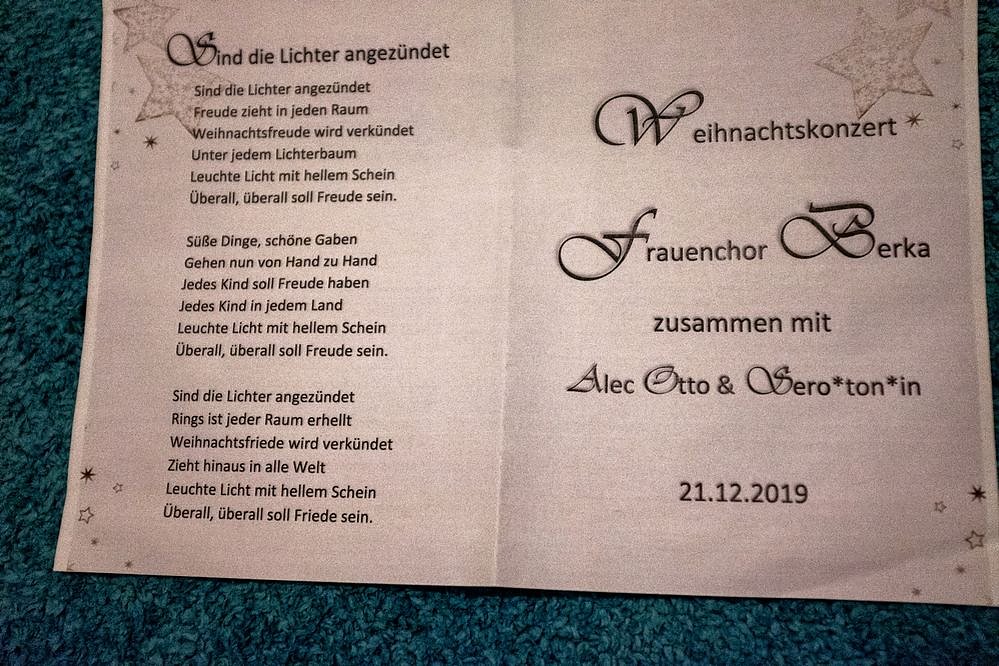 Sind die Lichter angezündet
Sind die Lichter angezündet
Freude zieht in jeden Raum
Weihnachtsfreude wird verkündet
Unter jedem Lichterbaum
Leuchte Licht mit hellem Schein
Überall, überall soll Freude sein.
Süße Dinge, schöne Gaben
Gehen nun von Hand zu Hand
Jedes Kind soll Freude haben
Jedes Kind in jedem Land
Leuchte Licht mit hellem Schein
Überall, überall soll Freude sein.
Sind die Lichter angezündet
Rings ist jeder Raum erhellt
Weihnachtsfriede wird verkündet
Zieht hinaus in alle Welt
Leuchte Licht mit hellem Schein
Überall, überall soll Friede sein.
Weihnachtskonzert
Frauenchor Berka
zusammen mit
Alec Otto & Sero*ton*in
21.12.2019